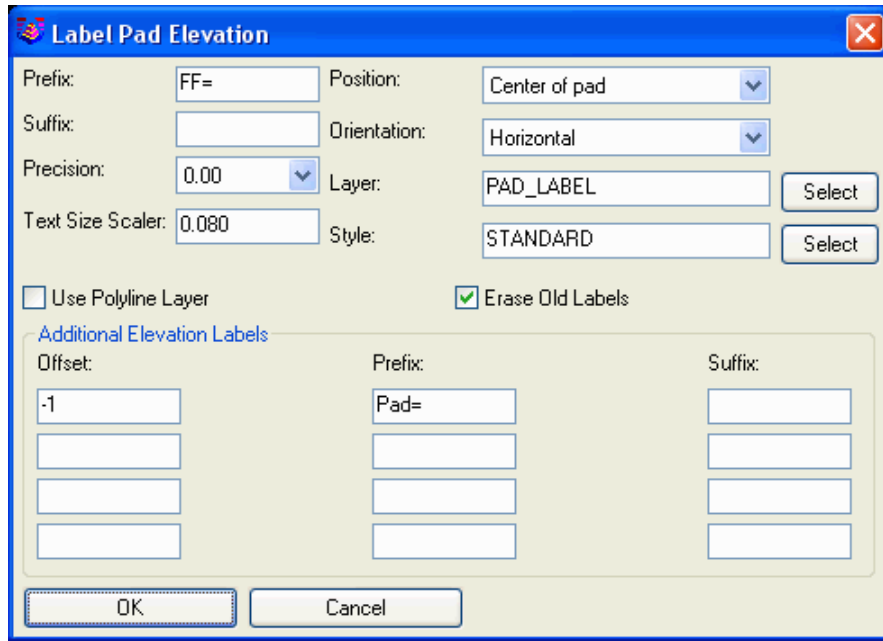 Label Pad Elevation
Prefix: FF= Position: Center of pad
Suffix: Orientation: Horizontal
Precision: 0.00 Layer: PAD_LABEL Select
Text Size Scaler: 0.080 Style: STANDARD Select
Use Polyline Layer Erase Old Labels
Additional Elevation Labels
Offset: Prefix: Suffix:
-1 Pad=
OK Cancel